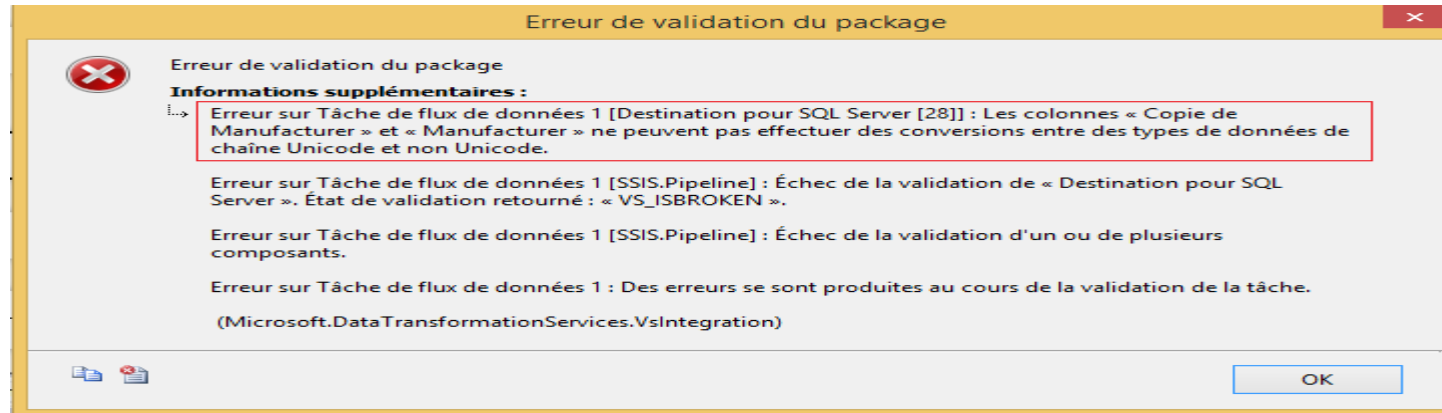 Erreur de validation du package
Erreur de validation du package
Informations supplémentaires :
Erreur sur Tâche de flux de données 1 [Destination pour SQL Server [28]] : Les colonnes « Copie de
Manufacturer » et « Manufacturer » ne peuvent pas effectuer des conversions entre des types de données de
chaîne Unicode et non Unicode.
Erreur sur Tâche de flux de données 1 [SSIS.Pipeline] : Échec de la validation de « Destination pour SQL
Server ». État de validation retourné : « VS_ISBROKEN ».
Erreur sur Tâche de flux de données 1 [SSIS.Pipeline] : Échec de la validation d'un ou de plusieurs
composants.
Erreur sur Tâche de flux de données 1 : Des erreurs se sont produites au cours de la validation de la tâche.
(Microsoft.DataTransformationServices.VsIntegration)
OK